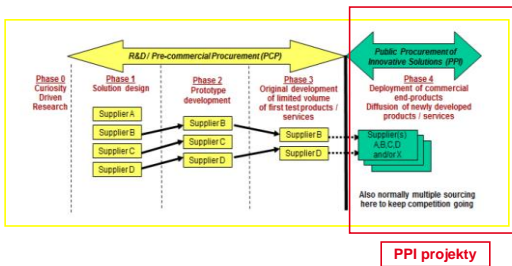 R&D / Pre-commercial Procurement (PCP)
Public Procurement of
Innovative Solutions (PPI)
Phase 0
Curiosity
Driven
Research
Phase 1
Solution design
Phase 2
Prototype
development
Phase 3
Original development
of limited volume
of first test products /
services
Phase 4
Deployment of commercial
end-products
Diffusion of newly developed
products / services
Supplier A
Supplier B
Supplier C
Supplier D
Supplier B
Supplier C
Supplier D
Supplier B
Supplier D
Supplier(s)
A,B,C,D
and/or X
Also normally multiple sourcing
here to keep competition going
PPI projekty